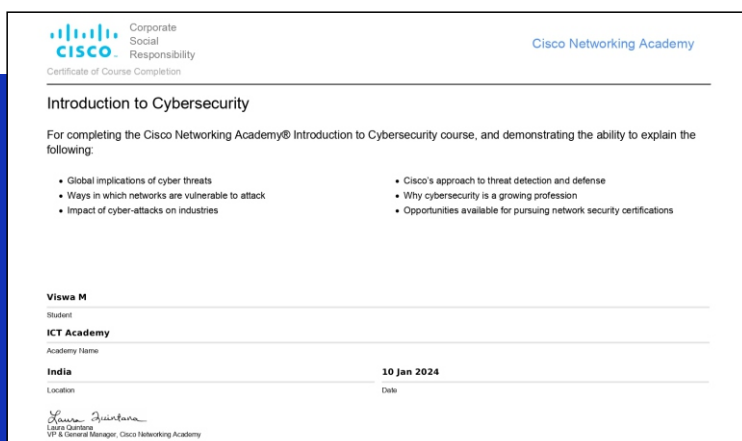 Corporate
Social
Responsibility
CISCO
Cisco Networking Academy
Certificate of Course Completion
Introduction to Cybersecurity
For completing the Cisco Networking Academy® Introduction to Cybersecurity course, and demonstrating the ability to explain the
following:
• Global implications of cyber threats
• Ways in which networks are vulnerable to attack
• Impact of cyber-attacks on industries
• Cisco's approach to threat detection and defense
• Why cybersecurity is a growing profession
• Opportunities available for pursuing network security certifications
Viswa M
Student
ICT Academy
Academy Name
India
Location
10 Jan 2024
Date
Laura Quintana
Laura Quintana
VP & General Manager, Cisco Networking Academy